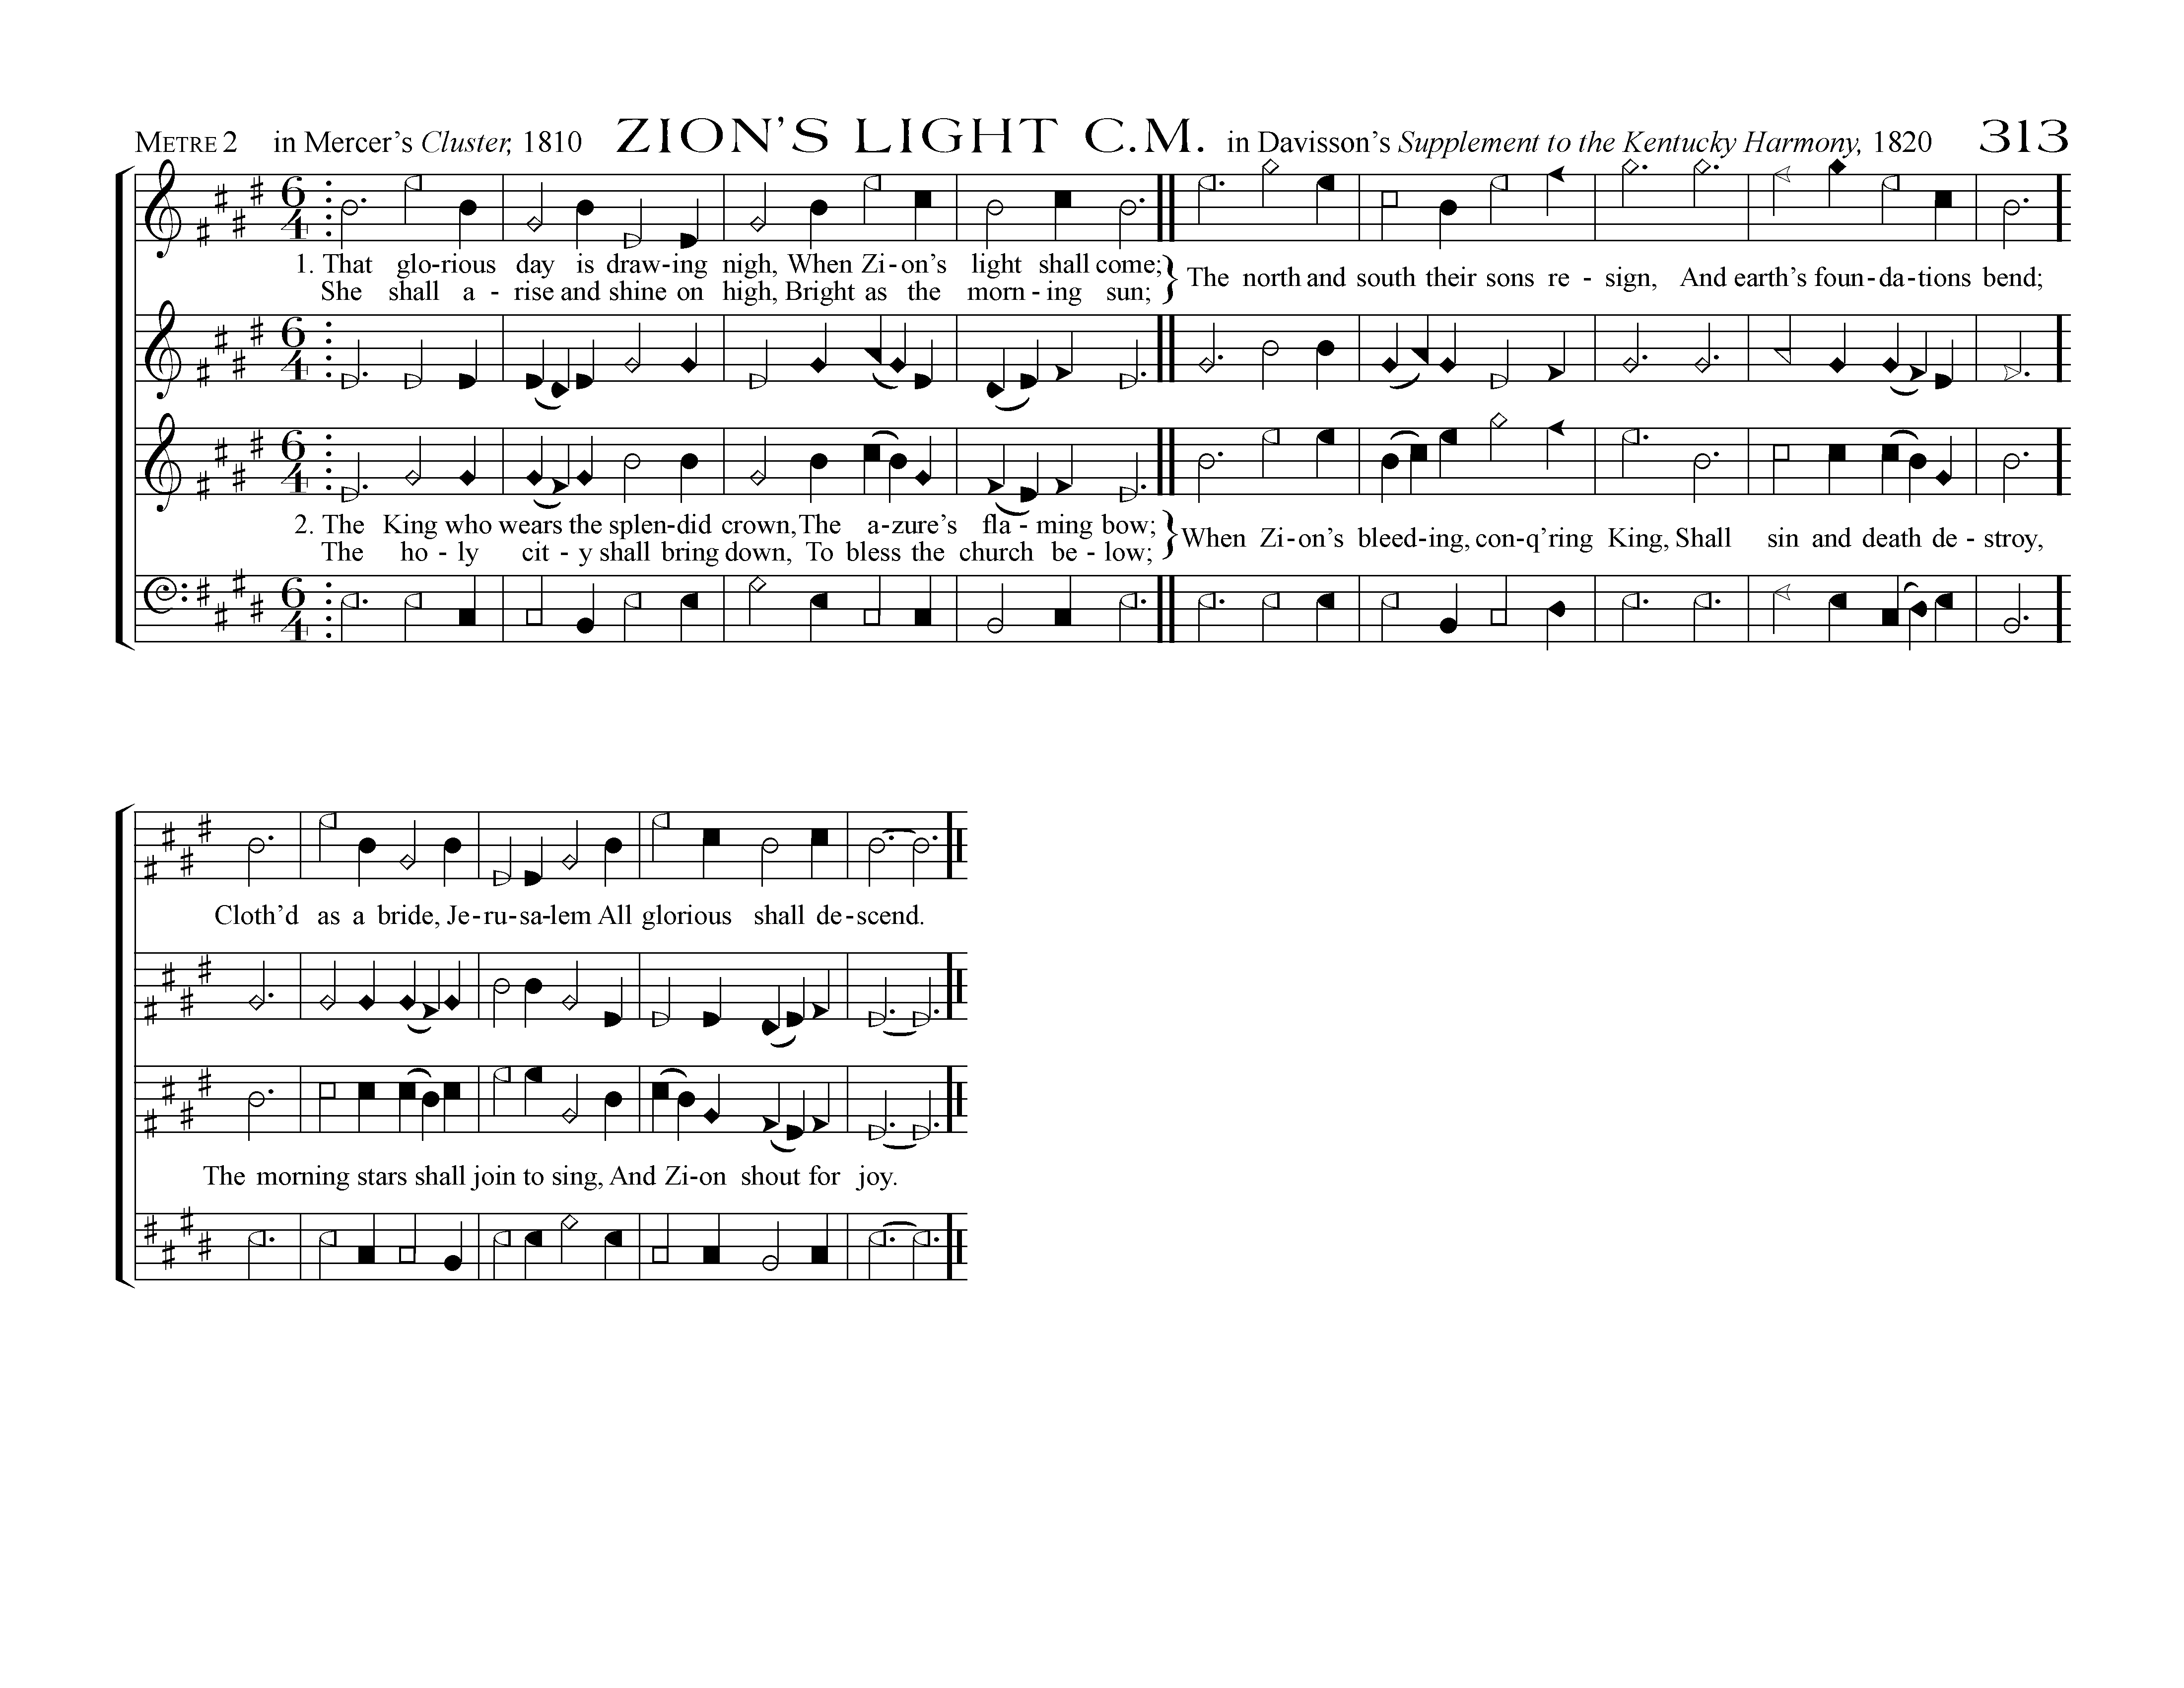 METRE 2 in Mercer's Cluster, 1810 ZION'S LIGHT C.M. in Davisson's Supplement to the Kentucky Harmony, 1820 313
6 4
1. That glo-rious day is draw-ing nigh, When Zi-on's light shall come; } The north and south their sons re - sign, And earth's foun-da-tions bend;
She shall a - rise and shine on high, Bright as the morn-ing sun;
6 4
6 4
2. The King who wears the splen-did crown, The a-zure's fla - ming bow; } When Zi-on's bleed-ing, con-q'ring King, Shall sin and death de - stroy,
The ho - ly cit - y shall bring down, To bless the church be - low;
6 4
Cloth'd as a bride, Je-ru-sa-lem All glorious shall de-scend.
The morning stars shall join to sing, And Zi-on shout for joy.